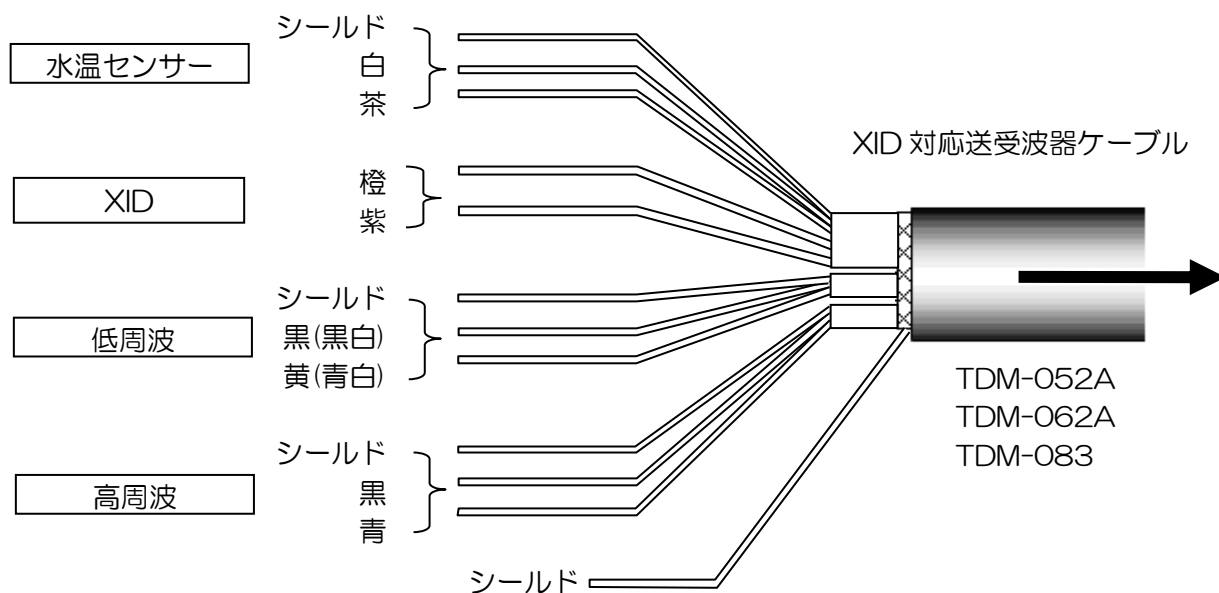 水温センサー
シールド
白
茶
XID
橙
紫
低周波
シールド
黒(黒白)
黄(青白)
高周波
シールド
黒
青
シールド
XID 対応送受波器ケーブル
TDM-052A
TDM-062A
TDM-083